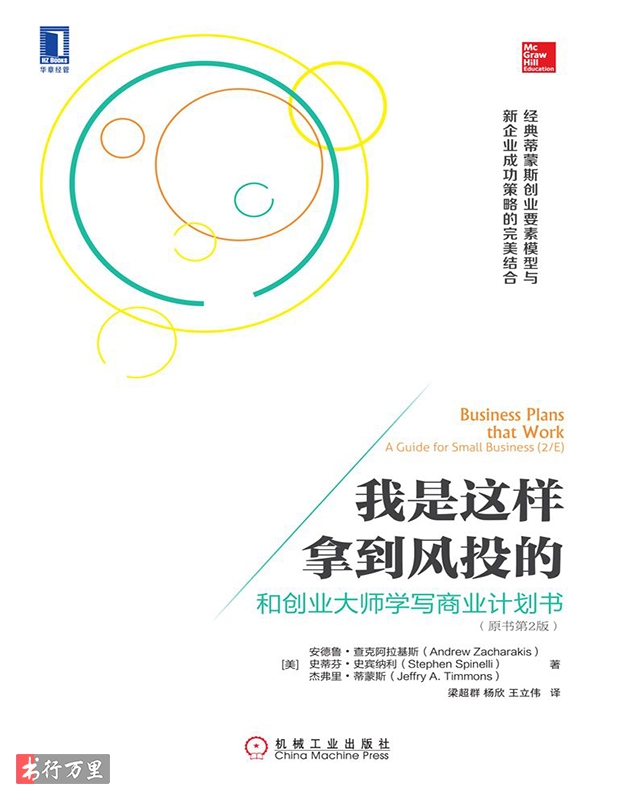 HZ Books
华章经管
Mc
Graw
Hill
Education
经典蒂蒙斯创业要素模型与
新企业成功策略的完美结合
Business Plans
that Work
A Guide for Small Business (2/E)
我是这样
拿到风投的
和创业大师学写商业计划书
（原书第2版）
安德鲁·查克阿拉基斯（Andrew Zacharakis）
[美] 史蒂芬·史宾纳利（Stephen Spinelli） 著
杰弗里·蒂蒙斯（Jeffry A. Timmons）
梁超群 杨欣 王立伟 译
机械工业出版社
China Machine Press
书行万里